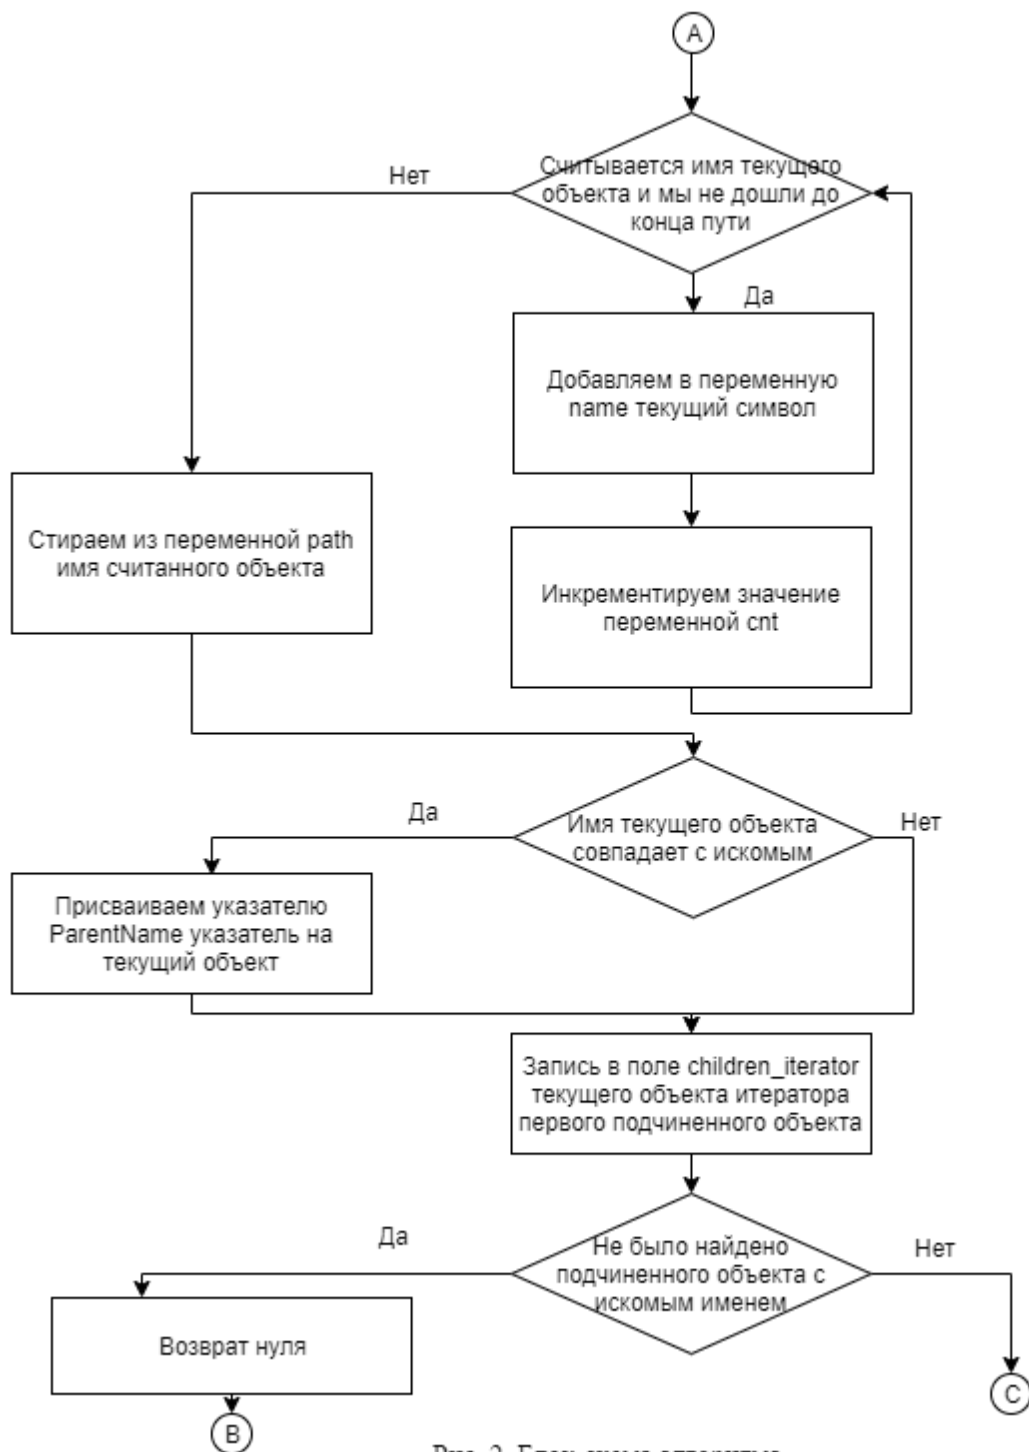 A
Считывается имя текущего
объекта и мы не дошли до
конца пути
Нет
Да
Добавляем в переменную
name текущий символ
Стираем из переменной path
имя считанного объекта
Инкрементируем значение
переменной cnt
Да
Имя текущего объекта
совпадает с искомым
Нет
Присваиваем указателю
ParentName указатель на
текущий объект
Запись в поле children_iterator
текущего объекта итератора
первого подчиненного объекта
Да
Не было найдено
подчиненного объекта с
искомым именем
Нет
Возврат нуля
C
B